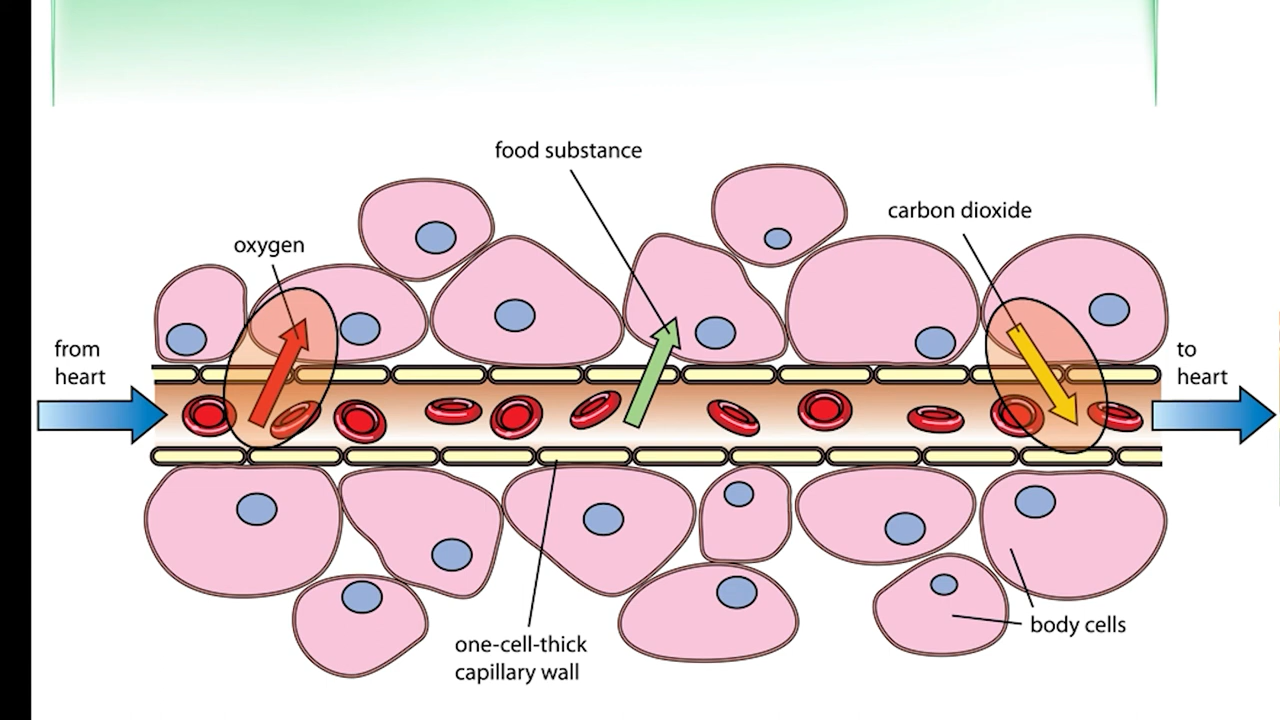 food substance
carbon dioxide
oxygen
from
heart
to
heart
one-cell-thick
capillary wall
body cells